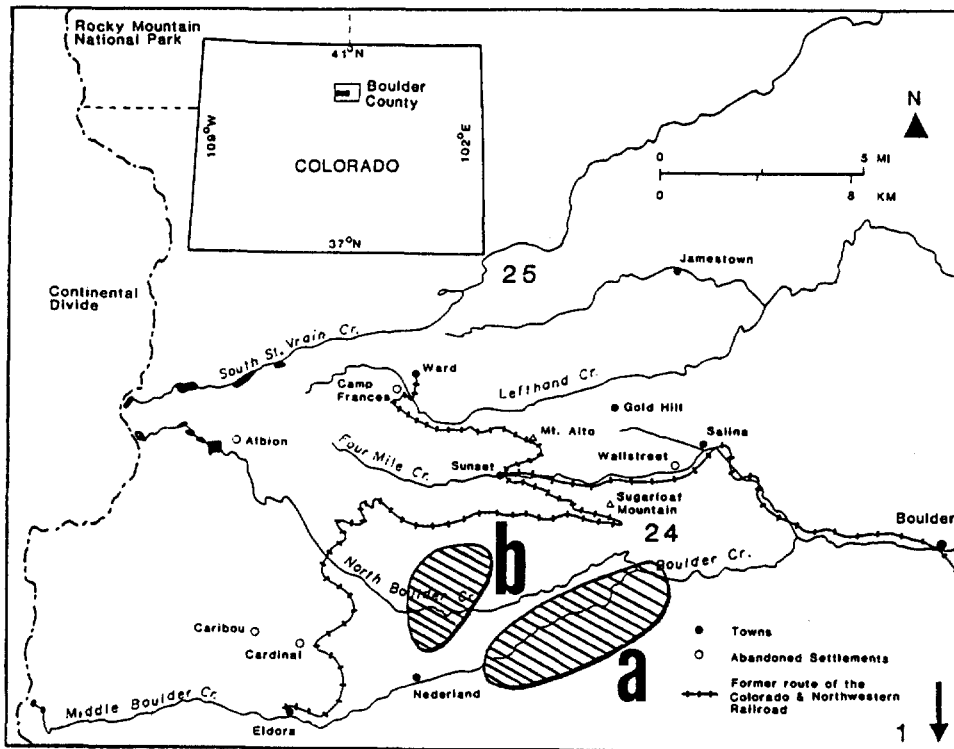 Rocky Mountain
National Park
41°N
Boulder
County
109°W
102°E
COLORADO
37°N
N
0
5
MI
0
8
KM
25
Jamestown
Continental
Divide
South St. Vrain Cr.
Ward
Camp
Frances
Lefthand Cr.
Gold Hill
Mt. Alto
Salina
Albion
Four Mile Cr.
Sunset
Wallstreet
Sugarloaf
Mountain
24
Boulder
b
Boulder Cr.
North Boulder Cr.
Caribou
Cardinal
a
Towns
Abandoned Settlements
Former route of the
Colorado & Northwestern
Railroad
Nederland
Middle Boulder Cr.
Eldora
1